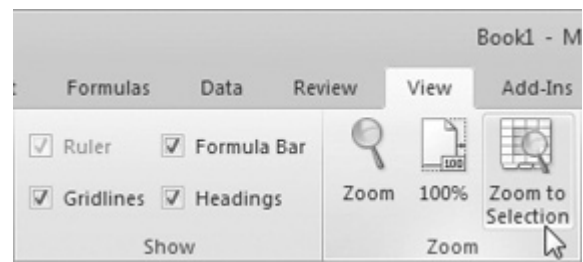 Book1 - M
Formulas Data Review View Add-Ins
Ruler Formula Bar
Gridlines Headings
Zoom 100% Zoom to
Selection
100
Show Zoom